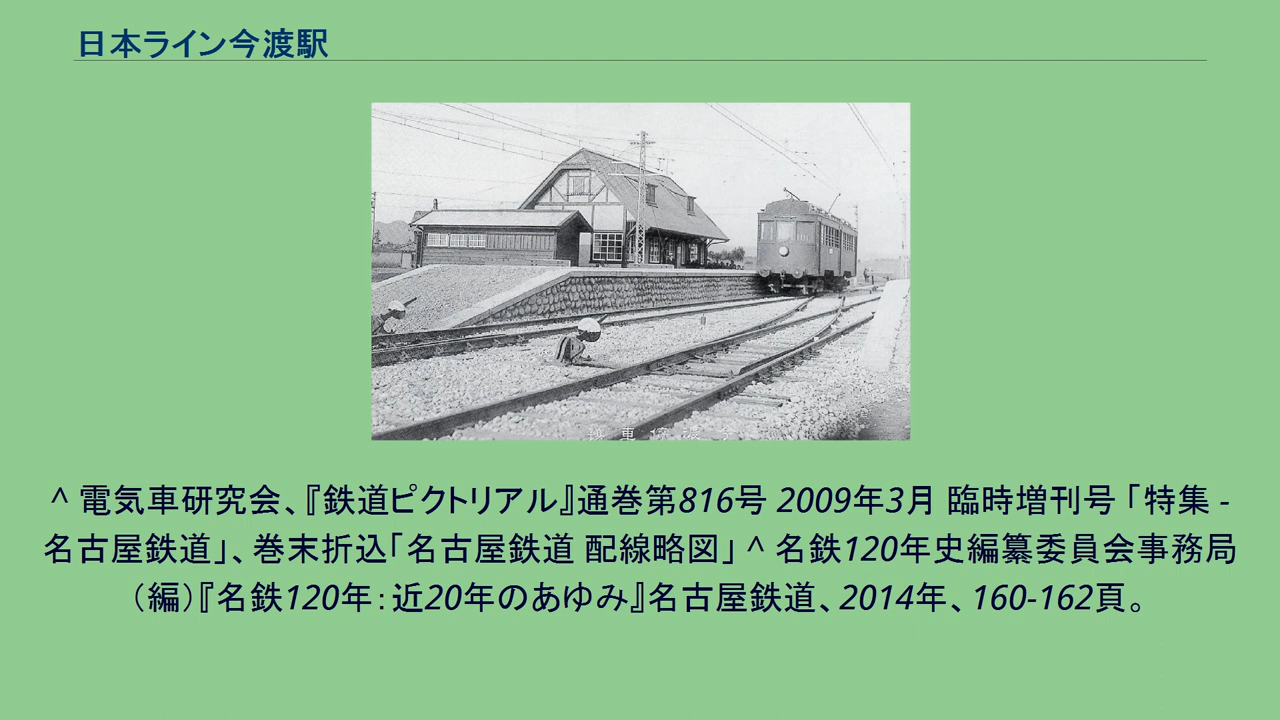 日本ライン今渡駅
^ 電気車研究会、『鉄道ピクトリアル』通巻第816号 2009年3月 臨時増刊号 「特集 -
名古屋鉄道」、巻末折込「名古屋鉄道 配線略図」 ^ 名鉄120年史編纂委員会事務局
（編）『名鉄120年：近20年のあゆみ』名古屋鉄道、2014年、160-162頁。